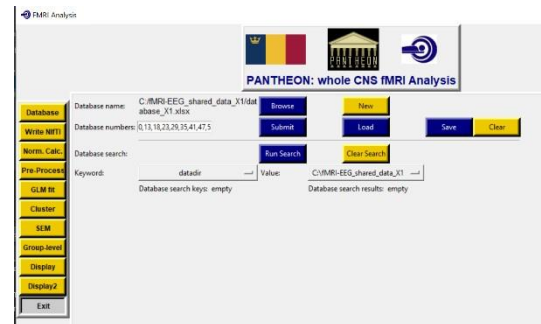 FMRI Analysis
PANTHEON
PANTHEON: whole CNS fMRI Analysis
Database
Write NIfTI
Norm. Calc.
Pre-Process
GLM fit
Cluster
SEM
Group-level
Display
Display2
Exit
Database name: C:/fMRI-EEG_shared_data_X1/dat
abase_X1.xlsx Browse New
Database numbers: 0,13,18,23,29,35,41,47,5 Submit Load Save Clear
Database search: Run Search Clear Search
Keyword: datadir Value: C:\fMRI-EEG_shared_data_X1
Database search keys: empty Database search results: empty